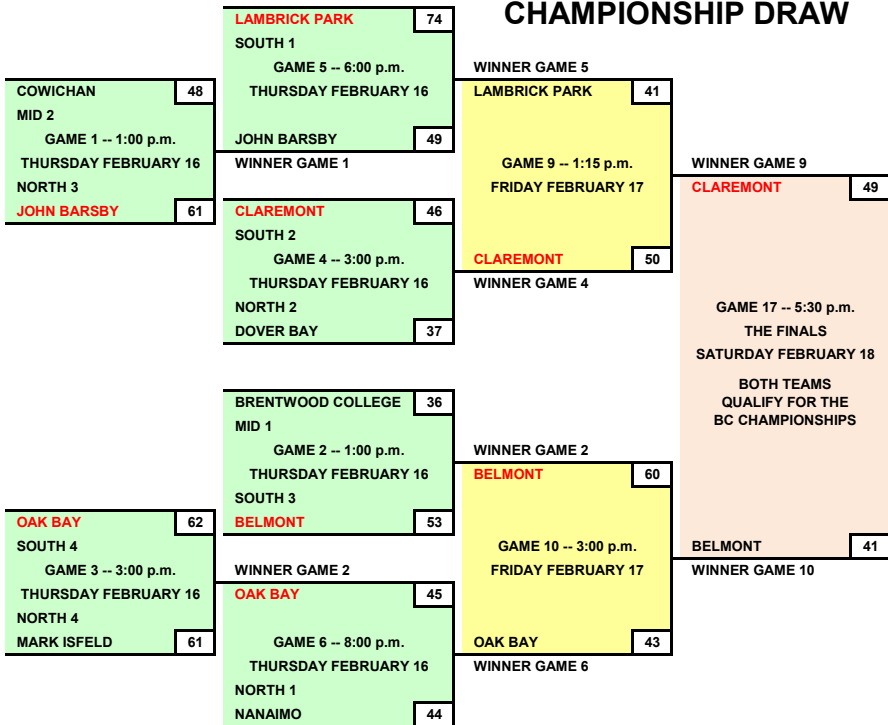 CHAMPIONSHIP DRAW
LAMBRICK PARK 74
SOUTH 1
GAME 5 -- 6:00 p.m.
THURSDAY FEBRUARY 16
JOHN BARSBY 49
WINNER GAME 1
COWICHAN 48
MID 2
GAME 1 -- 1:00 p.m.
THURSDAY FEBRUARY 16
NORTH 3
JOHN BARSBY 61
CLAREMONT 46
SOUTH 2
GAME 4 -- 3:00 p.m.
THURSDAY FEBRUARY 16
NORTH 2
DOVER BAY 37
WINNER GAME 5
LAMBRICK PARK 41
GAME 9 -- 1:15 p.m.
FRIDAY FEBRUARY 17
CLAREMONT 50
WINNER GAME 4
WINNER GAME 9
CLAREMONT 49
GAME 17 -- 5:30 p.m.
THE FINALS
SATURDAY FEBRUARY 18
BOTH TEAMS
QUALIFY FOR THE
BC CHAMPIONSHIPS
BELMONT 41
WINNER GAME 10
BRENTWOOD COLLEGE 36
MID 1
GAME 2 -- 1:00 p.m.
THURSDAY FEBRUARY 16
SOUTH 3
BELMONT 53
WINNER GAME 2
BELMONT 60
GAME 10 -- 3:00 p.m.
FRIDAY FEBRUARY 17
OAK BAY 43
WINNER GAME 6
OAK BAY 62
SOUTH 4
GAME 3 -- 3:00 p.m.
THURSDAY FEBRUARY 16
NORTH 4
MARK ISFELD 61
WINNER GAME 2
OAK BAY 45
GAME 6 -- 8:00 p.m.
THURSDAY FEBRUARY 16
NORTH 1
NANAIMO 44